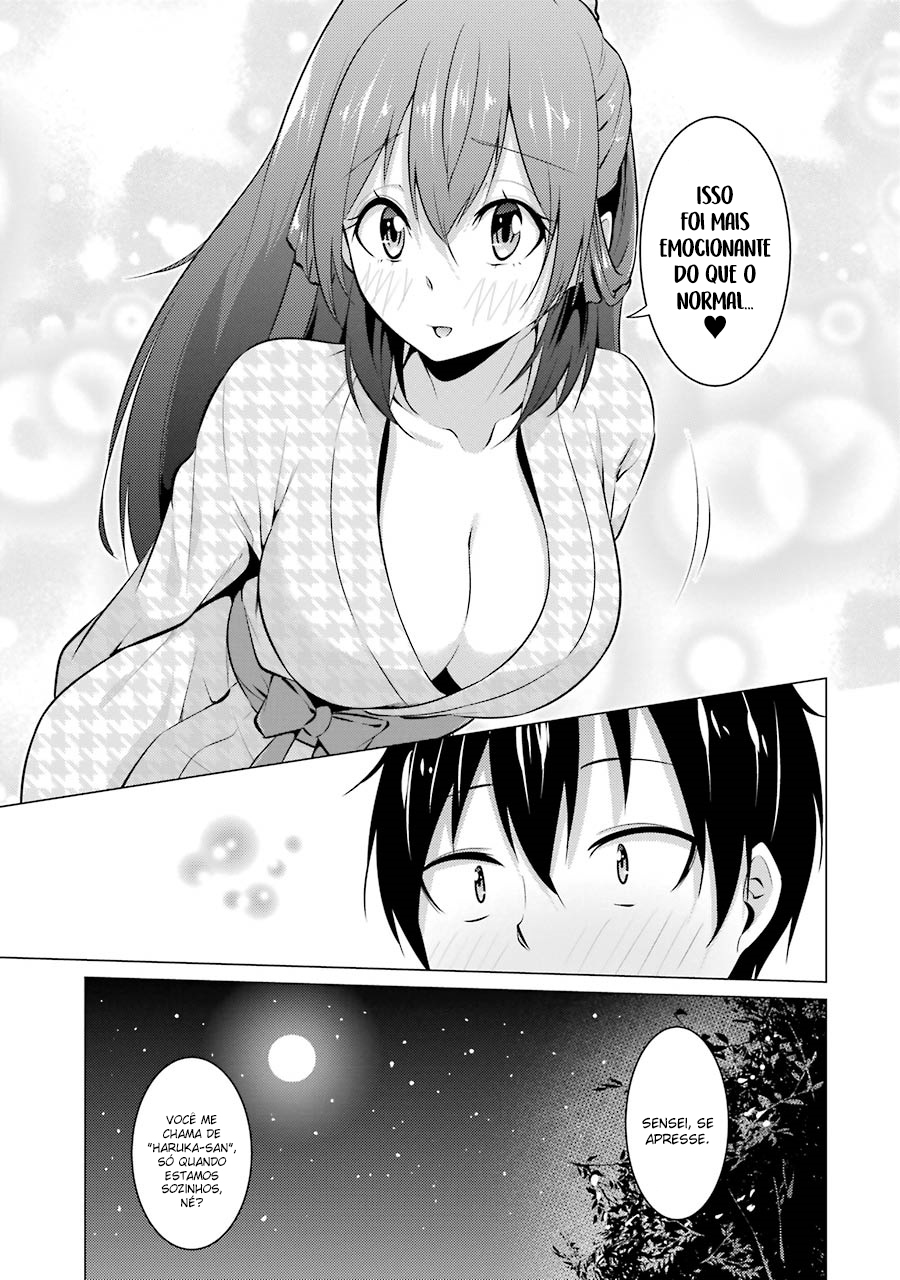 ISSO
FOI MAIS
EMOCIONANTE
DO QUE O
NORMAL...
♥
SENSEI, SE
APRESSE.
VOCÊ ME
CHAMA DE
"HARUKA-SAN",
SÓ QUANDO
ESTAMOS
SOZINHOS,
NÉ?